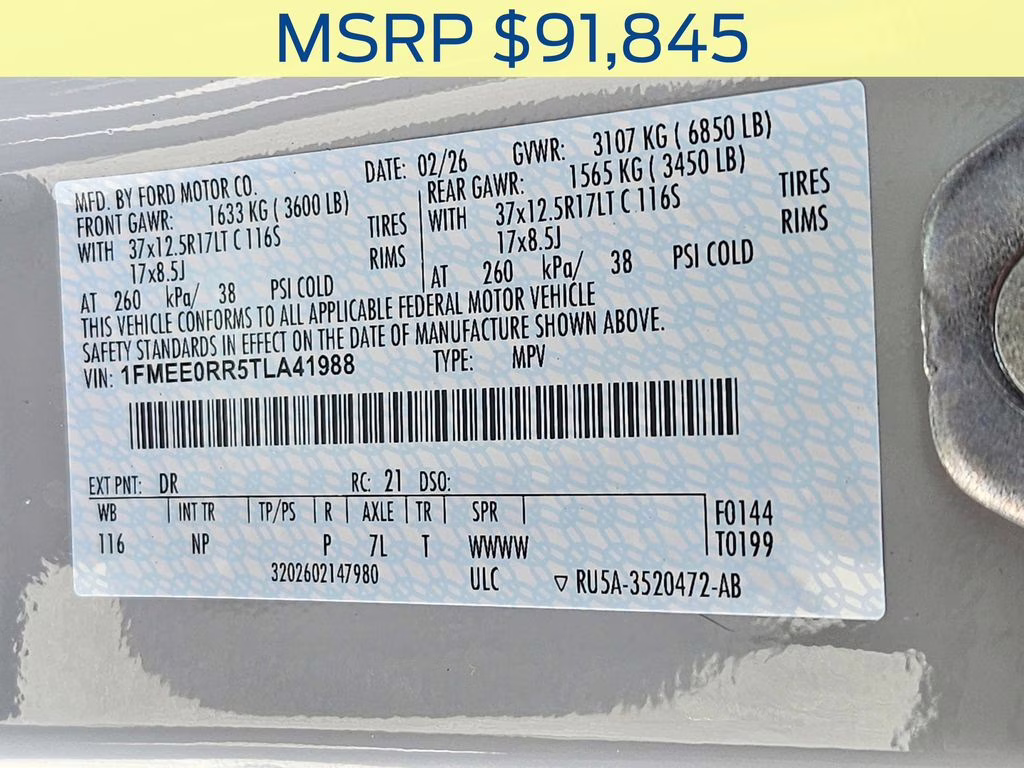 MSRP $91,845
MFD. BY FORD MOTOR CO. DATE: 02/26 GVWR: 3107 KG ( 6850 LB)
FRONT GAWR: 1633 KG ( 3600 LB) REAR GAWR: 1565 KG ( 3450 LB)
WITH 37x12.5R17LT C 116S TIRES WITH 37x12.5R17LT C 116S TIRES
17x8.5J RIMS 17x8.5J RIMS
AT 260 kPa/ 38 PSI COLD AT 260 kPa/ 38 PSI COLD
THIS VEHICLE CONFORMS TO ALL APPLICABLE FEDERAL MOTOR VEHICLE
SAFETY STANDARDS IN EFFECT ON THE DATE OF MANUFACTURE SHOWN ABOVE.
VIN: 1FMEE0RR5TLA41988 TYPE: MPV
EXT PNT: DR RC: 21 DSO:
WB INT TR TP/PS R AXLE TR SPR F0144
116 NP P 7L T WWWW T0199
3202602147980 ULC ▽ RU5A-3520472-AB